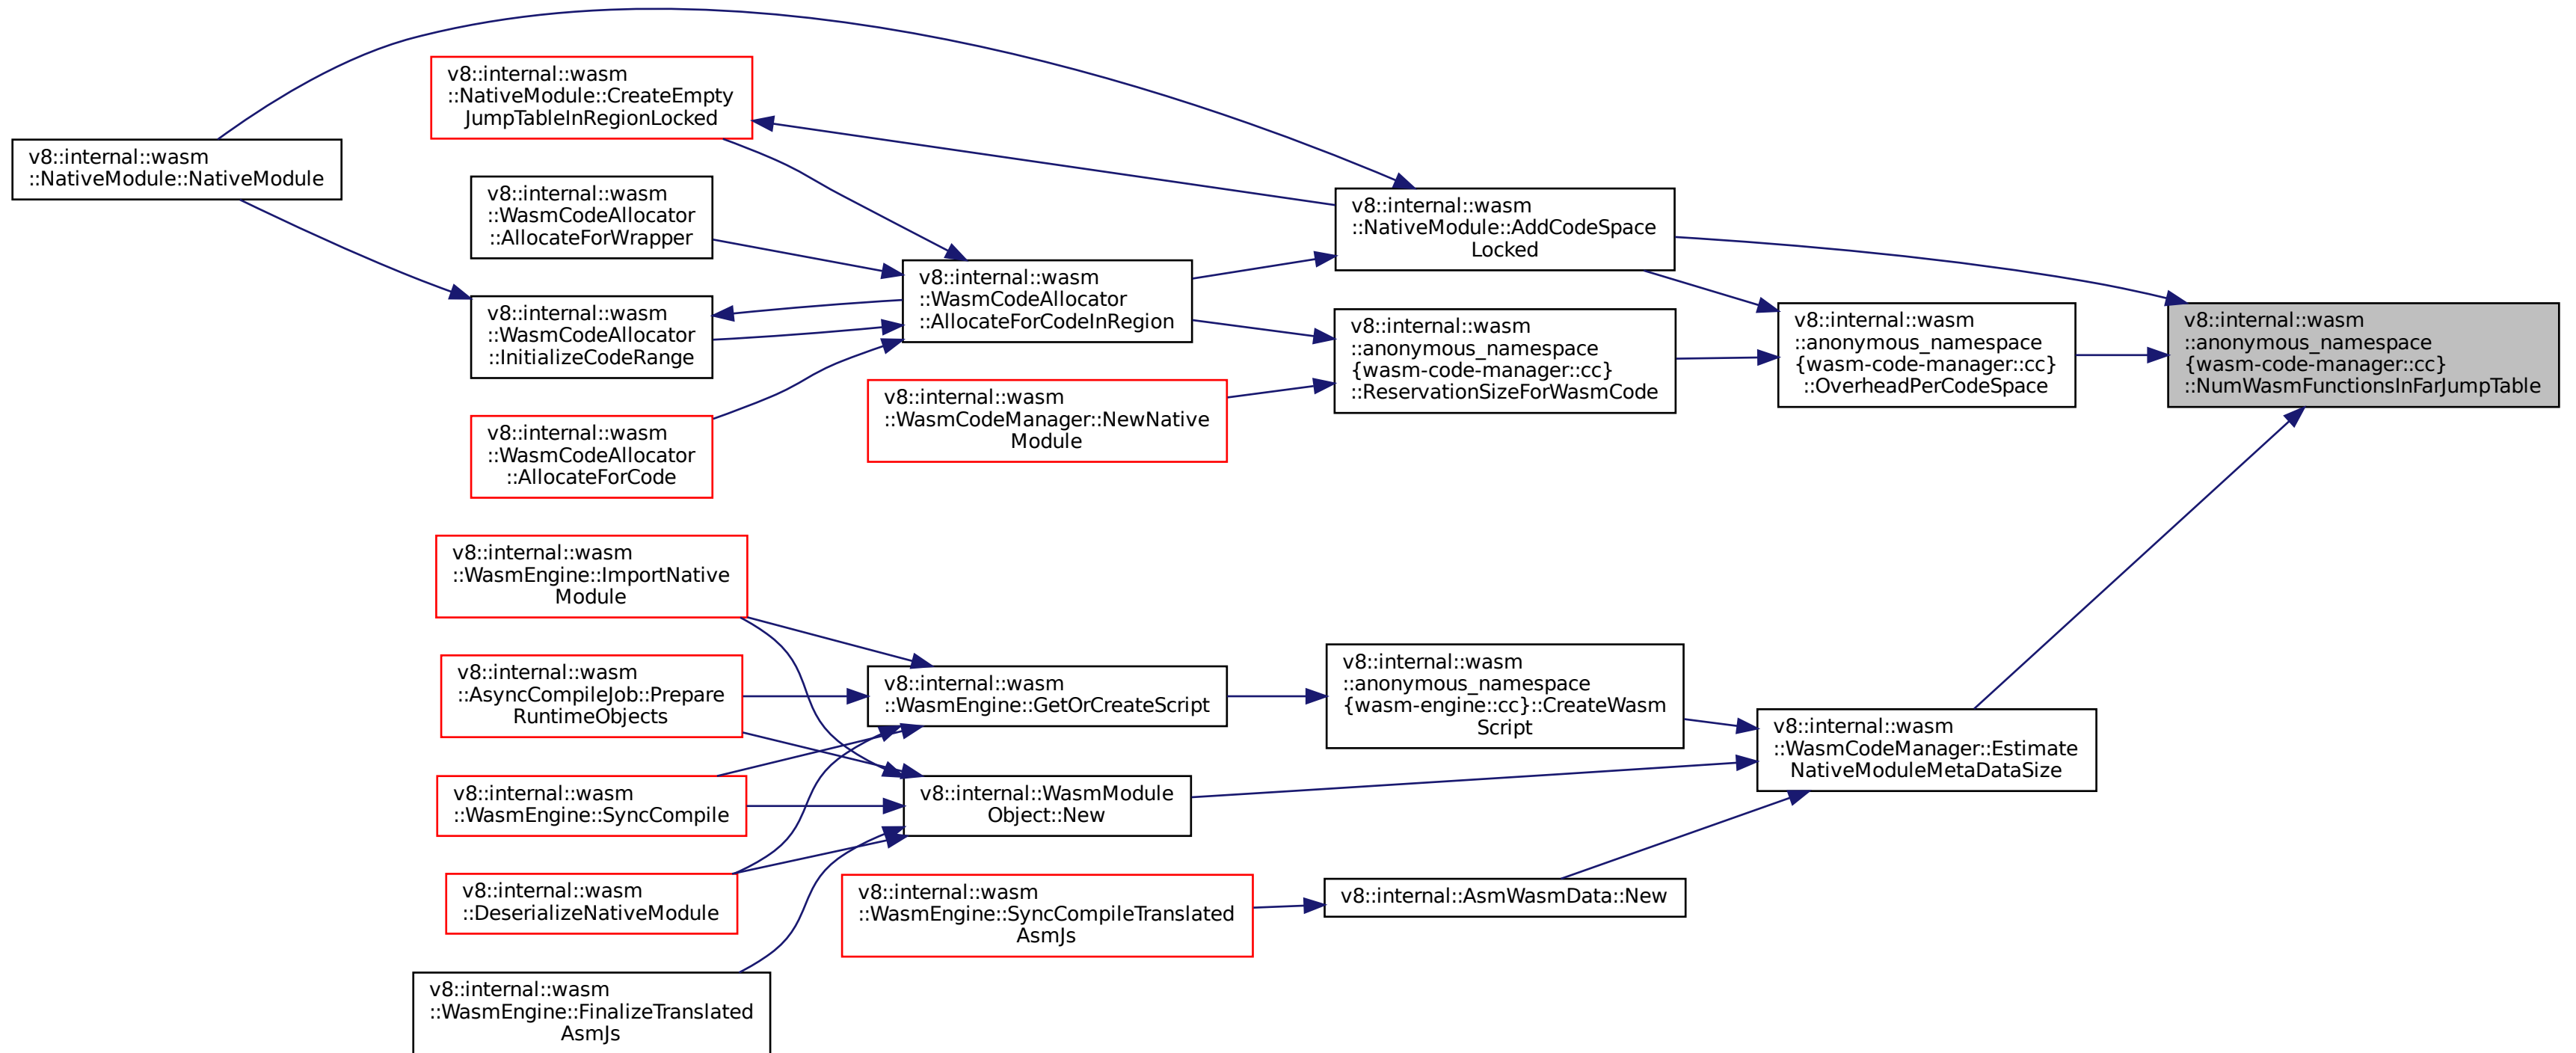 v8::internal::wasm
::NativeModule::NativeModule
v8::internal::wasm
::NativeModule::CreateEmpty
JumpTableInRegionLocked
v8::internal::wasm
::WasmCodeAllocator
::AllocateForWrapper
v8::internal::wasm
::WasmCodeAllocator
::InitializeCodeRange
v8::internal::wasm
::WasmCodeAllocator
::AllocateForCode
v8::internal::wasm
::WasmCodeAllocator
::AllocateForCodeInRegion
v8::internal::wasm
::WasmCodeManager::NewNative
Module
v8::internal::wasm
::NativeModule::AddCodeSpace
Locked
v8::internal::wasm
::anonymous_namespace
{wasm-code-manager::cc}
::ReservationSizeForWasmCode
v8::internal::wasm
::anonymous_namespace
{wasm-code-manager::cc}
::OverheadPerCodeSpace
v8::internal::wasm
::anonymous_namespace
{wasm-code-manager::cc}
::NumWasmFunctionsInFarJumpTable
v8::internal::wasm
::WasmEngine::ImportNative
Module
v8::internal::wasm
::AsyncCompileJob::Prepare
RuntimeObjects
v8::internal::wasm
::WasmEngine::SyncCompile
v8::internal::wasm
::DeserializeNativeModule
v8::internal::wasm
::WasmEngine::FinalizeTranslated
AsmJs
v8::internal::wasm
::WasmEngine::GetOrCreateScript
v8::internal::WasmModule
Object::New
v8::internal::wasm
::WasmEngine::SyncCompileTranslated
AsmJs
v8::internal::wasm
::anonymous_namespace
{wasm-engine::cc}::CreateWasm
Script
v8::internal::AsmWasmData::New
v8::internal::wasm
::WasmCodeManager::Estimate
NativeModuleMetaDataSize